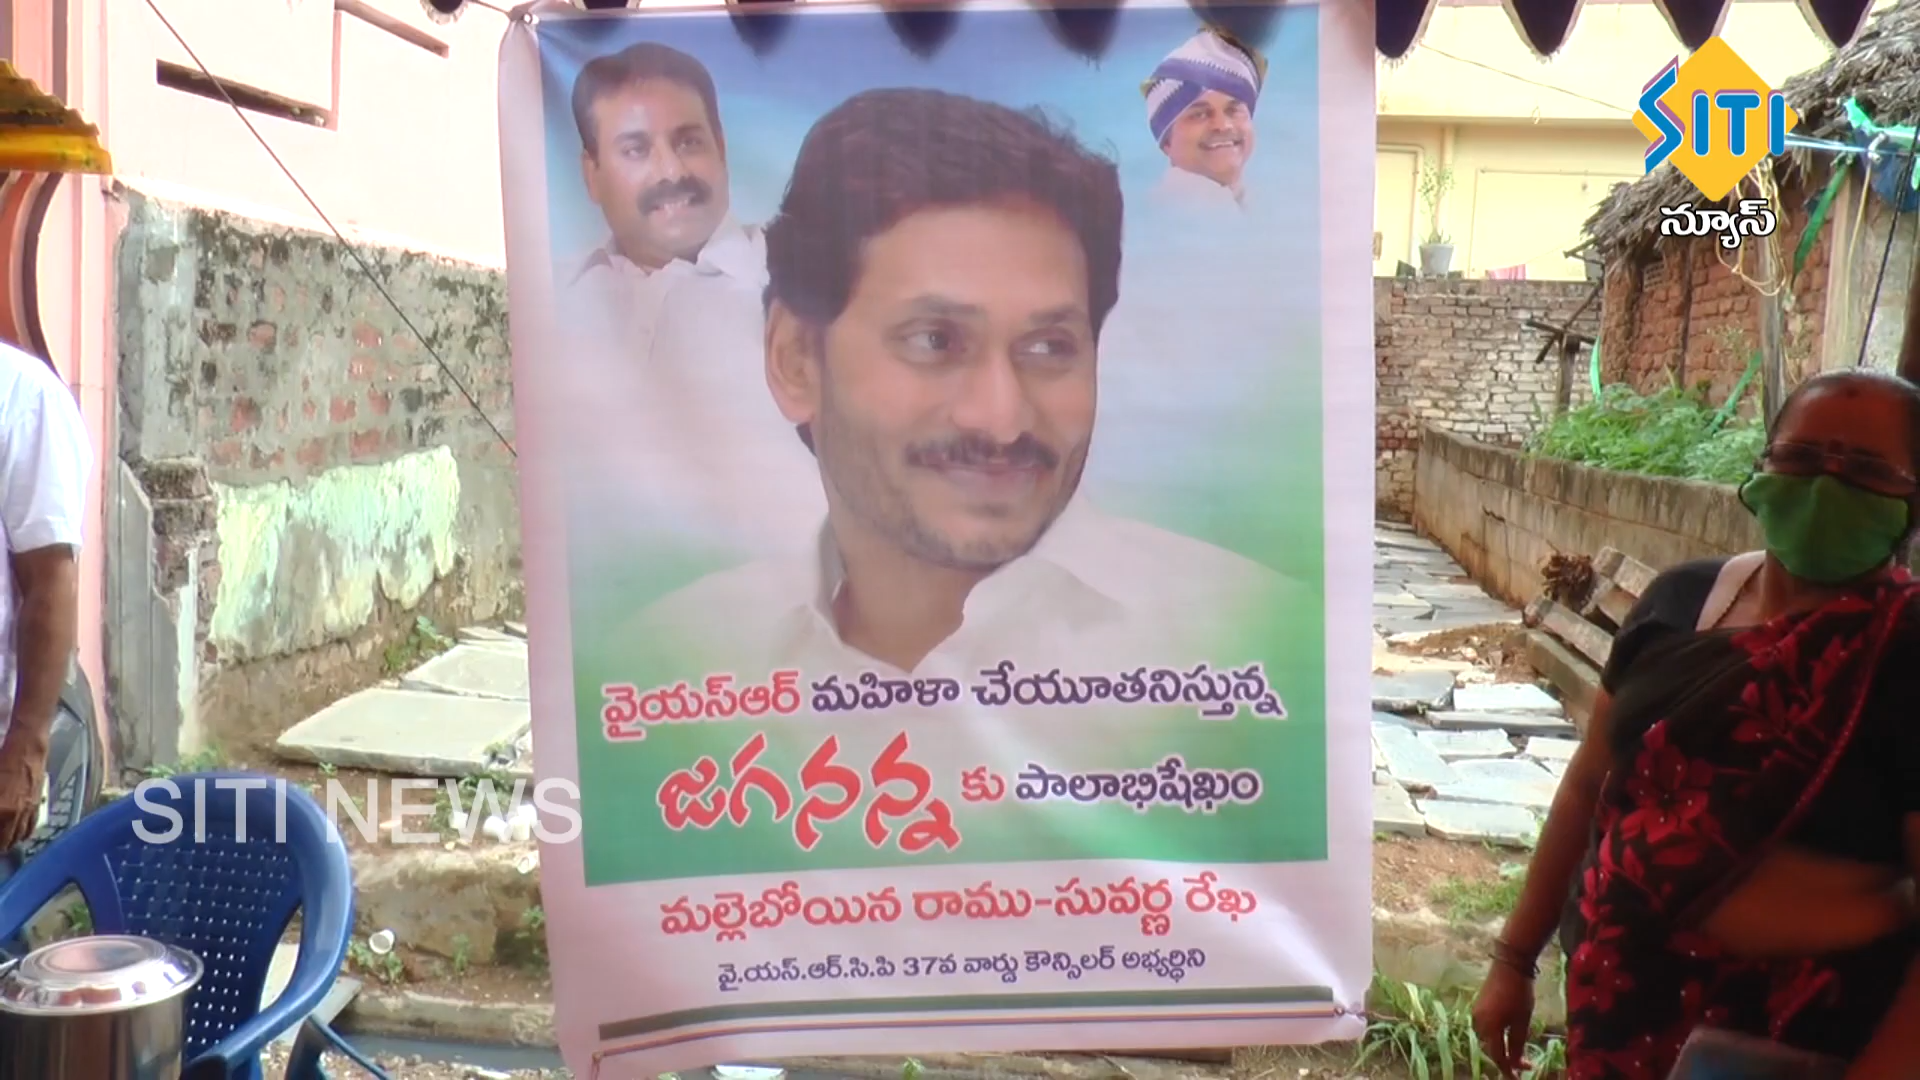 SITI
న్యూస్
వైయస్ఆర్ మహిళా చేయూతనిస్తున్న
జగనన్న కు పాలాభిషేఖం
SITI NEWS
మల్లెబోయిన రాము-సువర్ణ రేఖ
వై.యస్.ఆర్.సి.పి 37వ వార్డు కౌన్సిలర్ అభ్యర్ధిని